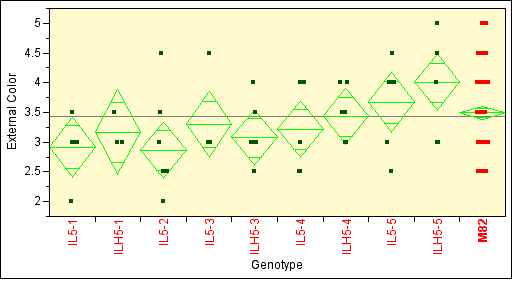 External Color
5
4.5
4
3.5
3
2.5
2
IL5-1
ILH5-1
IL5-2
IL5-3
ILH5-3
IL5-4
ILH5-4
IL5-5
ILH5-5
M82
Genotype